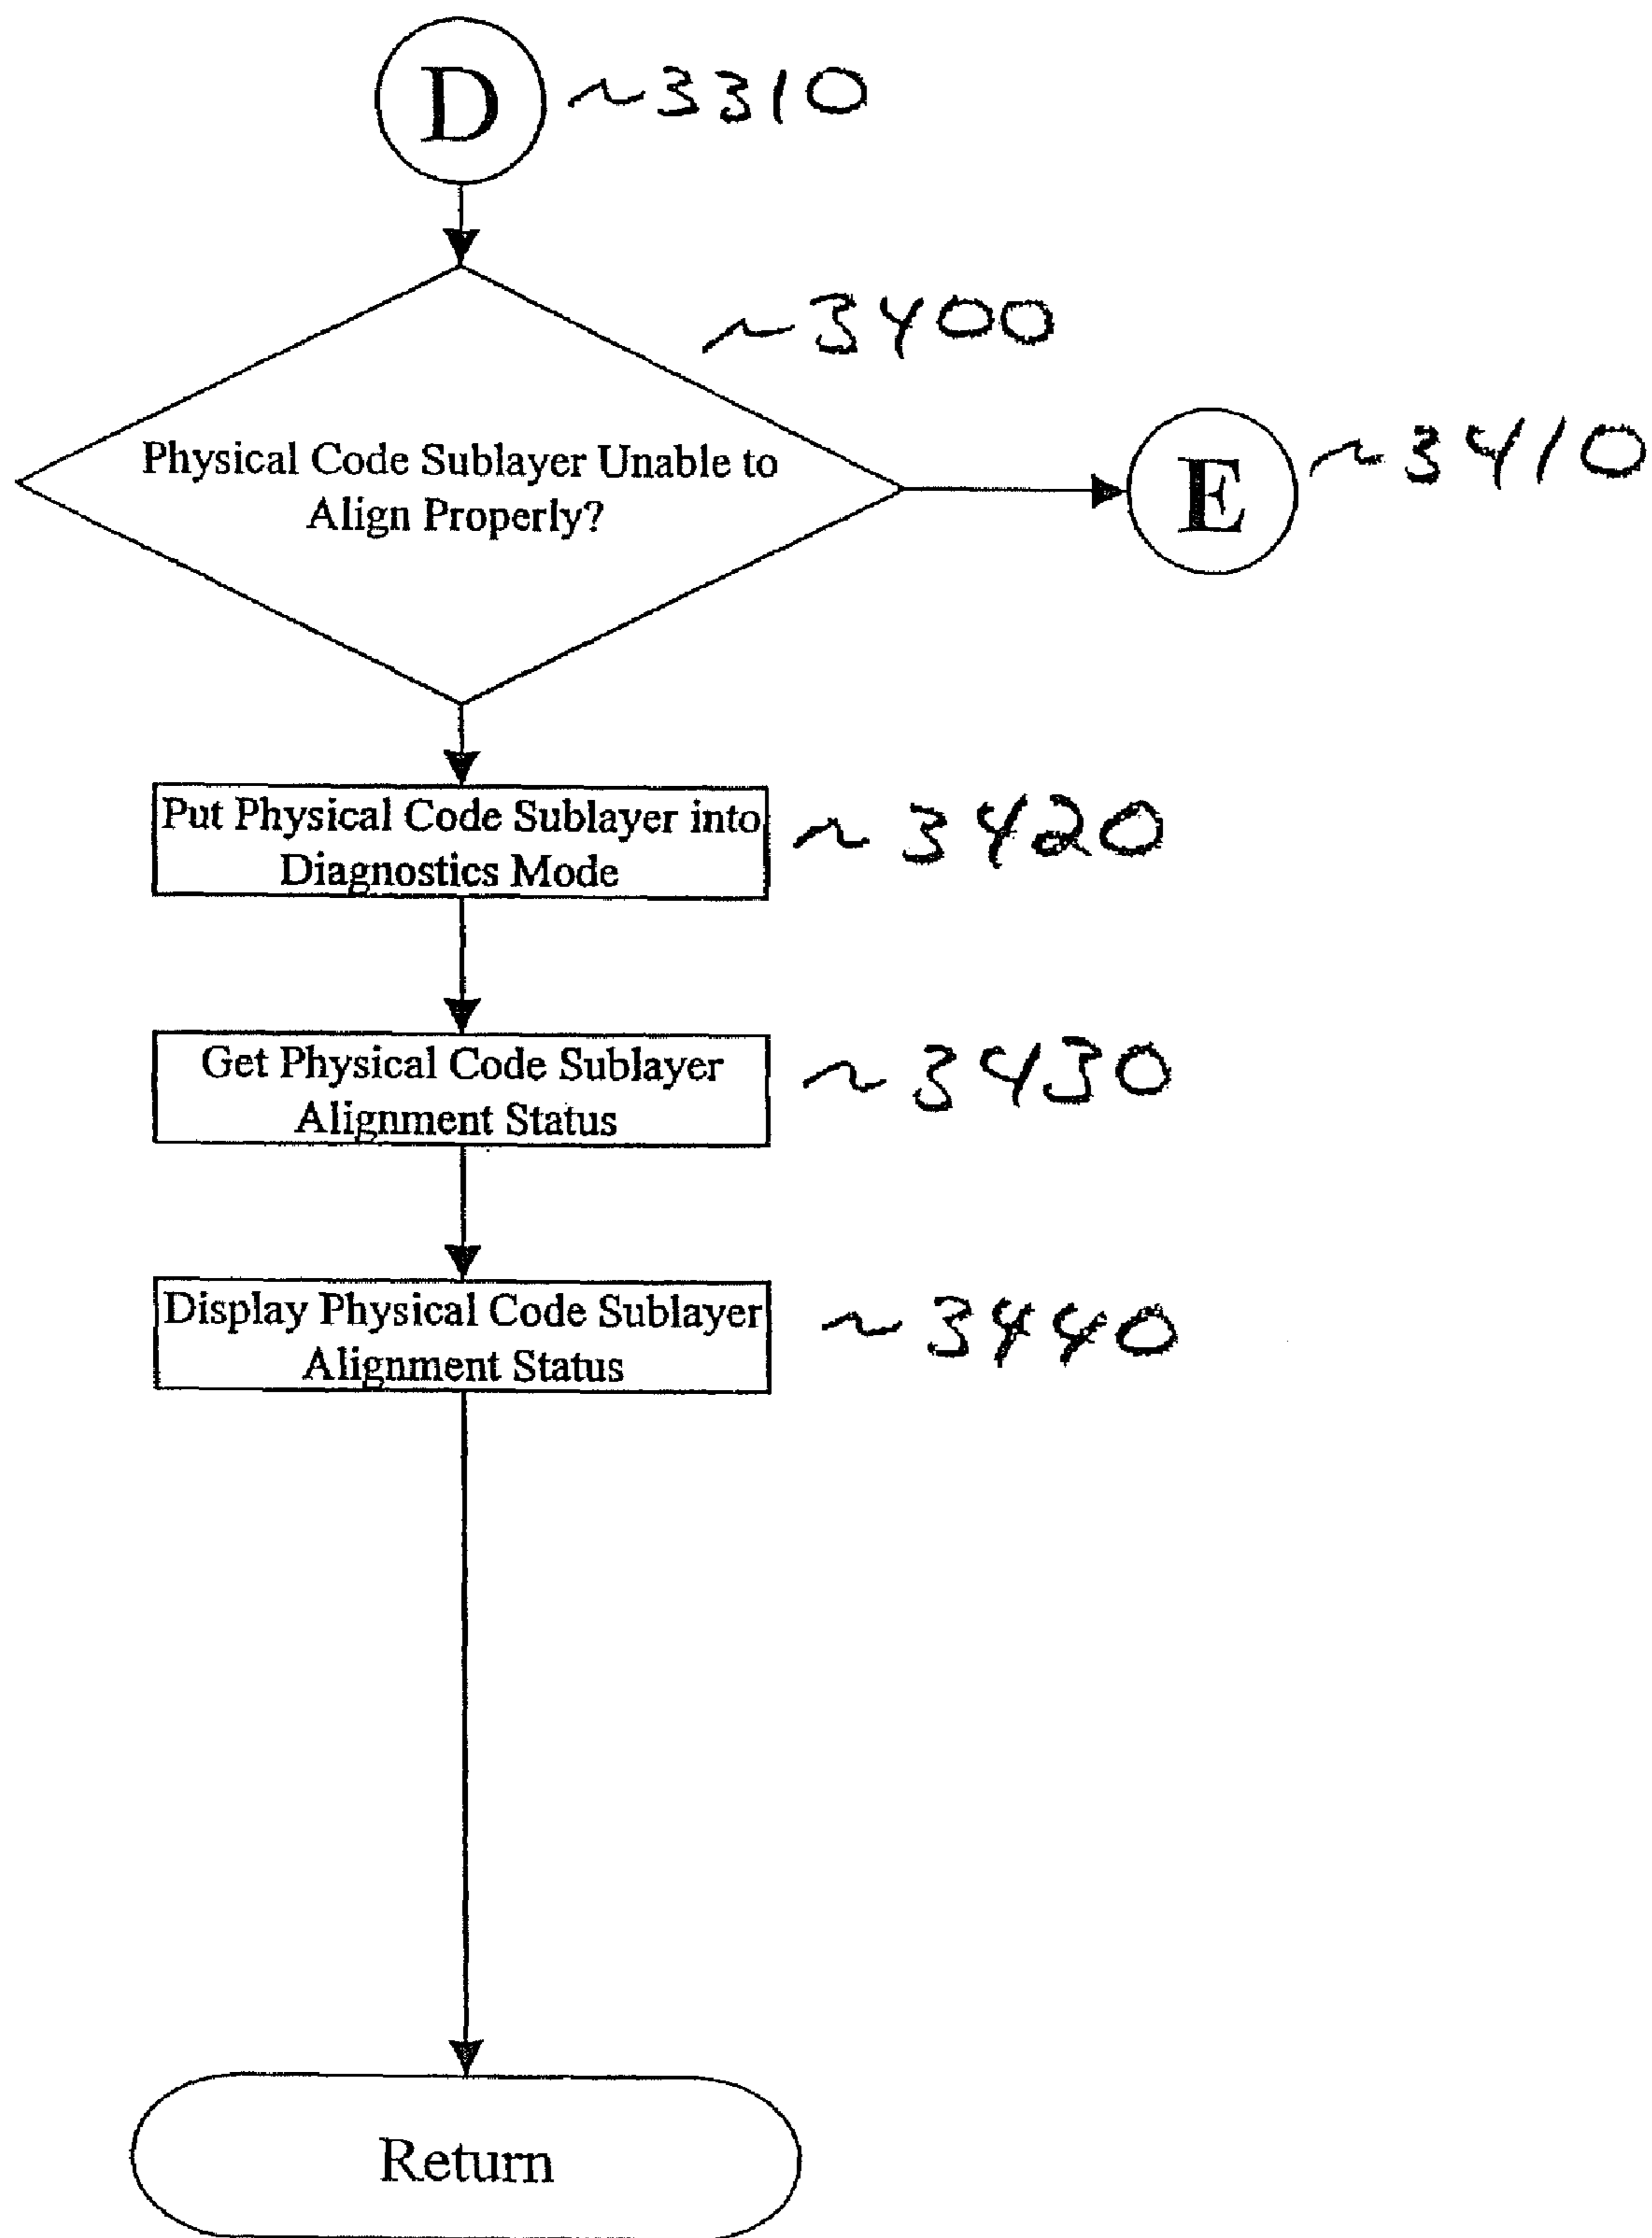 D ~3310
~3400
Physical Code Sublayer Unable to
Align Properly?
E ~3410
Put Physical Code Sublayer into
Diagnostics Mode
~3420
Get Physical Code Sublayer
Alignment Status
~3430
Display Physical Code Sublayer
Alignment Status
~3440
Return